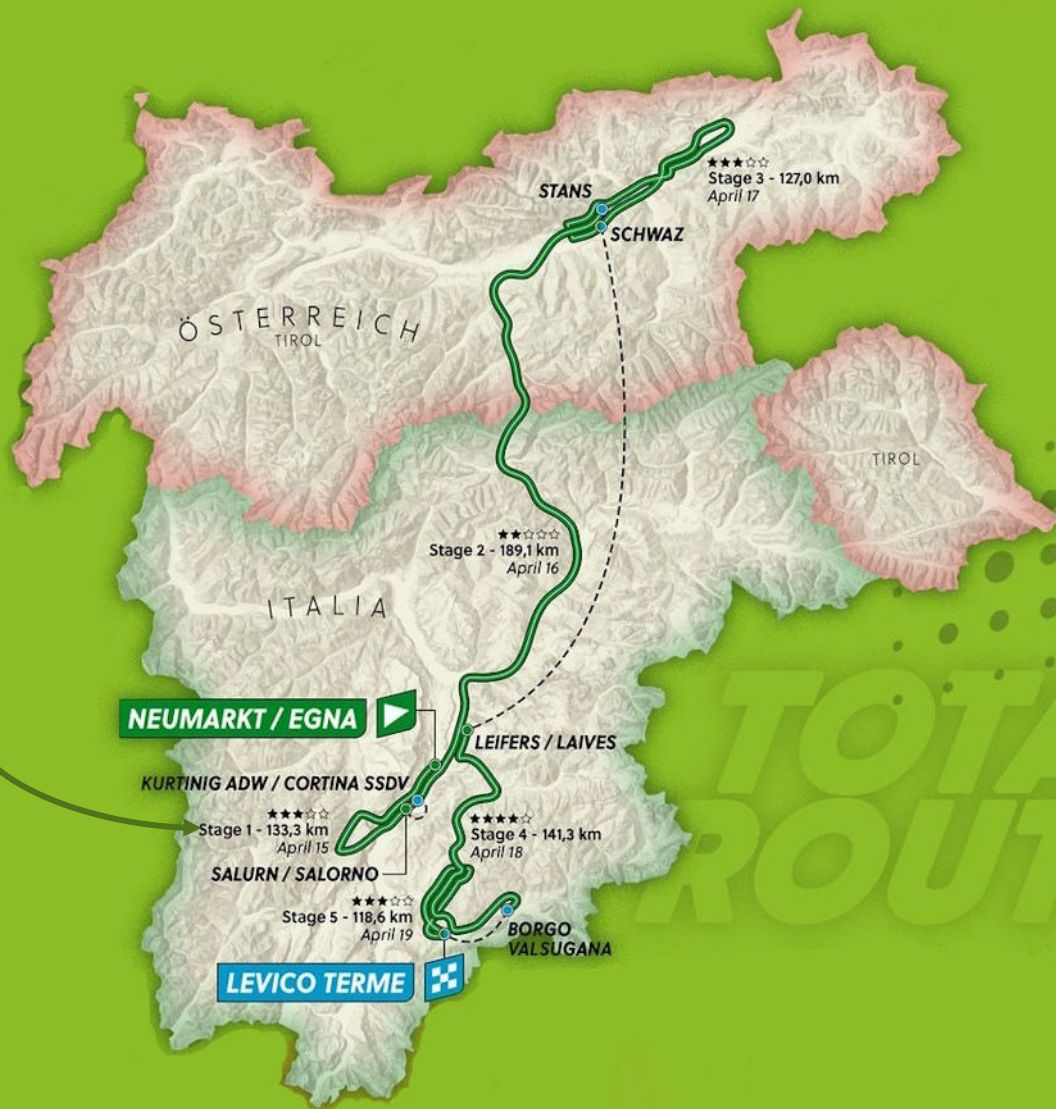 ★★★☆☆
Stage 3 - 127,0 km
April 17
STANS
SCHWAZ
ÖSTERREICH
TIROL
TIROL
★★☆☆☆
Stage 2 - 189,1 km
April 16
ITALIA
NEUMARKT / EGNA
LEIFERS / LAIVES
KURTINIG ADW / CORTINA SSDV
★★★☆☆
Stage 1 - 133,3 km
April 15
★★★★☆
Stage 4 - 141,3 km
April 18
SALURN / SALORNO
★★★☆☆
Stage 5 - 118,6 km
April 19
BORGO
VALSUGANA
LEVICO TERME